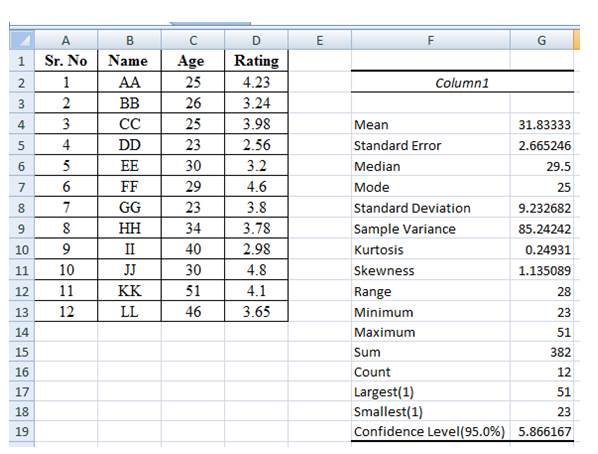 A B C D E F G
1 Sr. No Name Age Rating
2 1 AA 25 4.23 Column1
3 2 BB 26 3.24
4 3 CC 25 3.98 Mean 31.83333
5 4 DD 23 2.56 Standard Error 2.665246
6 5 EE 30 3.2 Median 29.5
7 6 FF 29 4.6 Mode 25
8 7 GG 23 3.8 Standard Deviation 9.232682
9 8 HH 34 3.78 Sample Variance 85.24242
10 9 II 40 2.98 Kurtosis 0.24931
11 10 JJ 30 4.8 Skewness 1.135089
12 11 KK 51 4.1 Range 28
13 12 LL 46 3.65 Minimum 23
14 Maximum 51
15 Sum 382
16 Count 12
17 Largest(1) 51
18 Smallest(1) 23
19 Confidence Level(95.0%) 5.866167